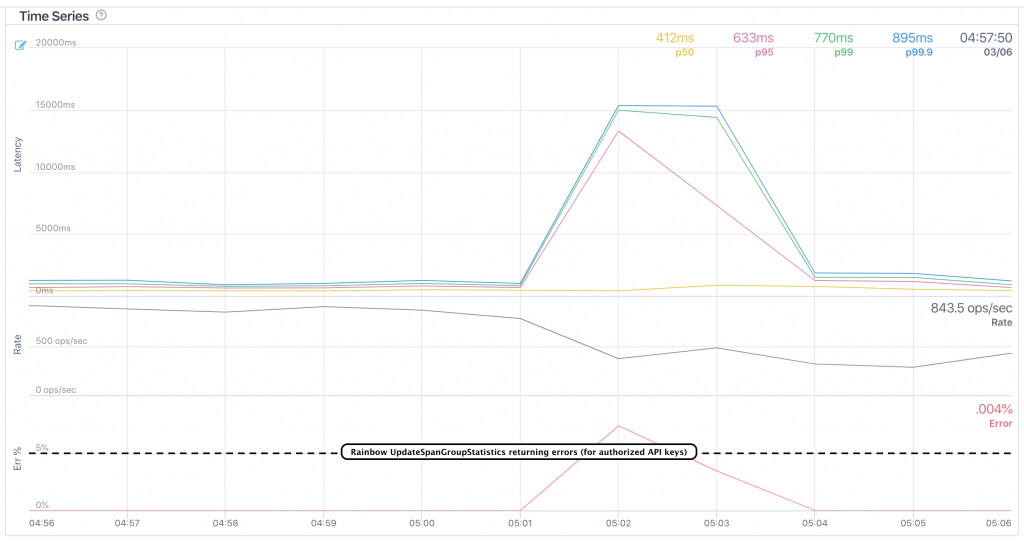 Time Series ?
20000ms
412ms 633ms 770ms 895ms 04:57:50
p50 p95 p99 p99.9 03/06
15000ms
Latency
10000ms
5000ms
0ms
843.5 ops/sec
Rate
Rate
500 ops/sec
0 ops/sec
.004%
Error
Err %
5%
Rainbow UpdateSpanGroupStatistics returning errors (for authorized API keys)
0%
04:56 04:57 04:58 04:59 05:00 05:01 05:02 05:03 05:04 05:05 05:06